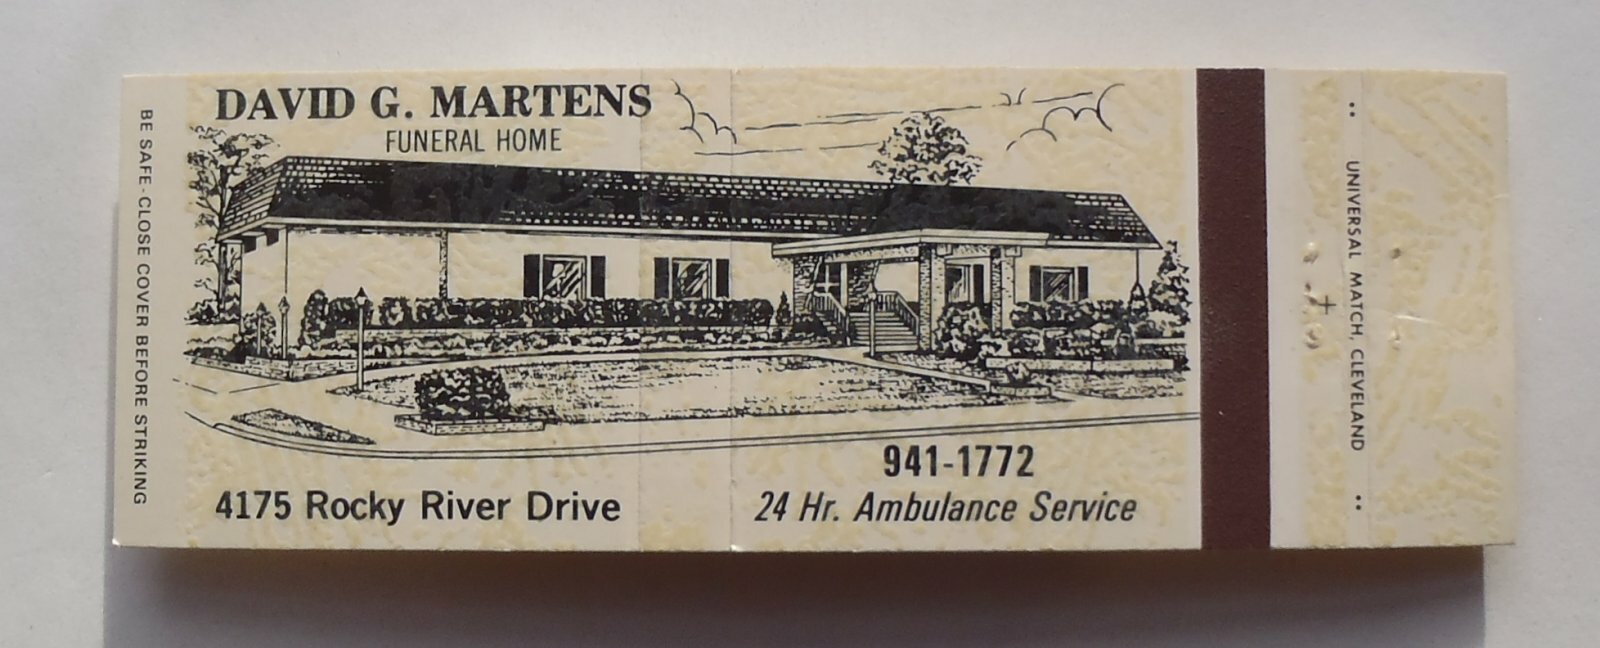 BE SAFE - CLOSE COVER BEFORE STRIKING
DAVID G. MARTENS
FUNERAL HOME
941-1772
4175 Rocky River Drive
24 Hr. Ambulance Service
UNIVERSAL MATCH, CLEVELAND